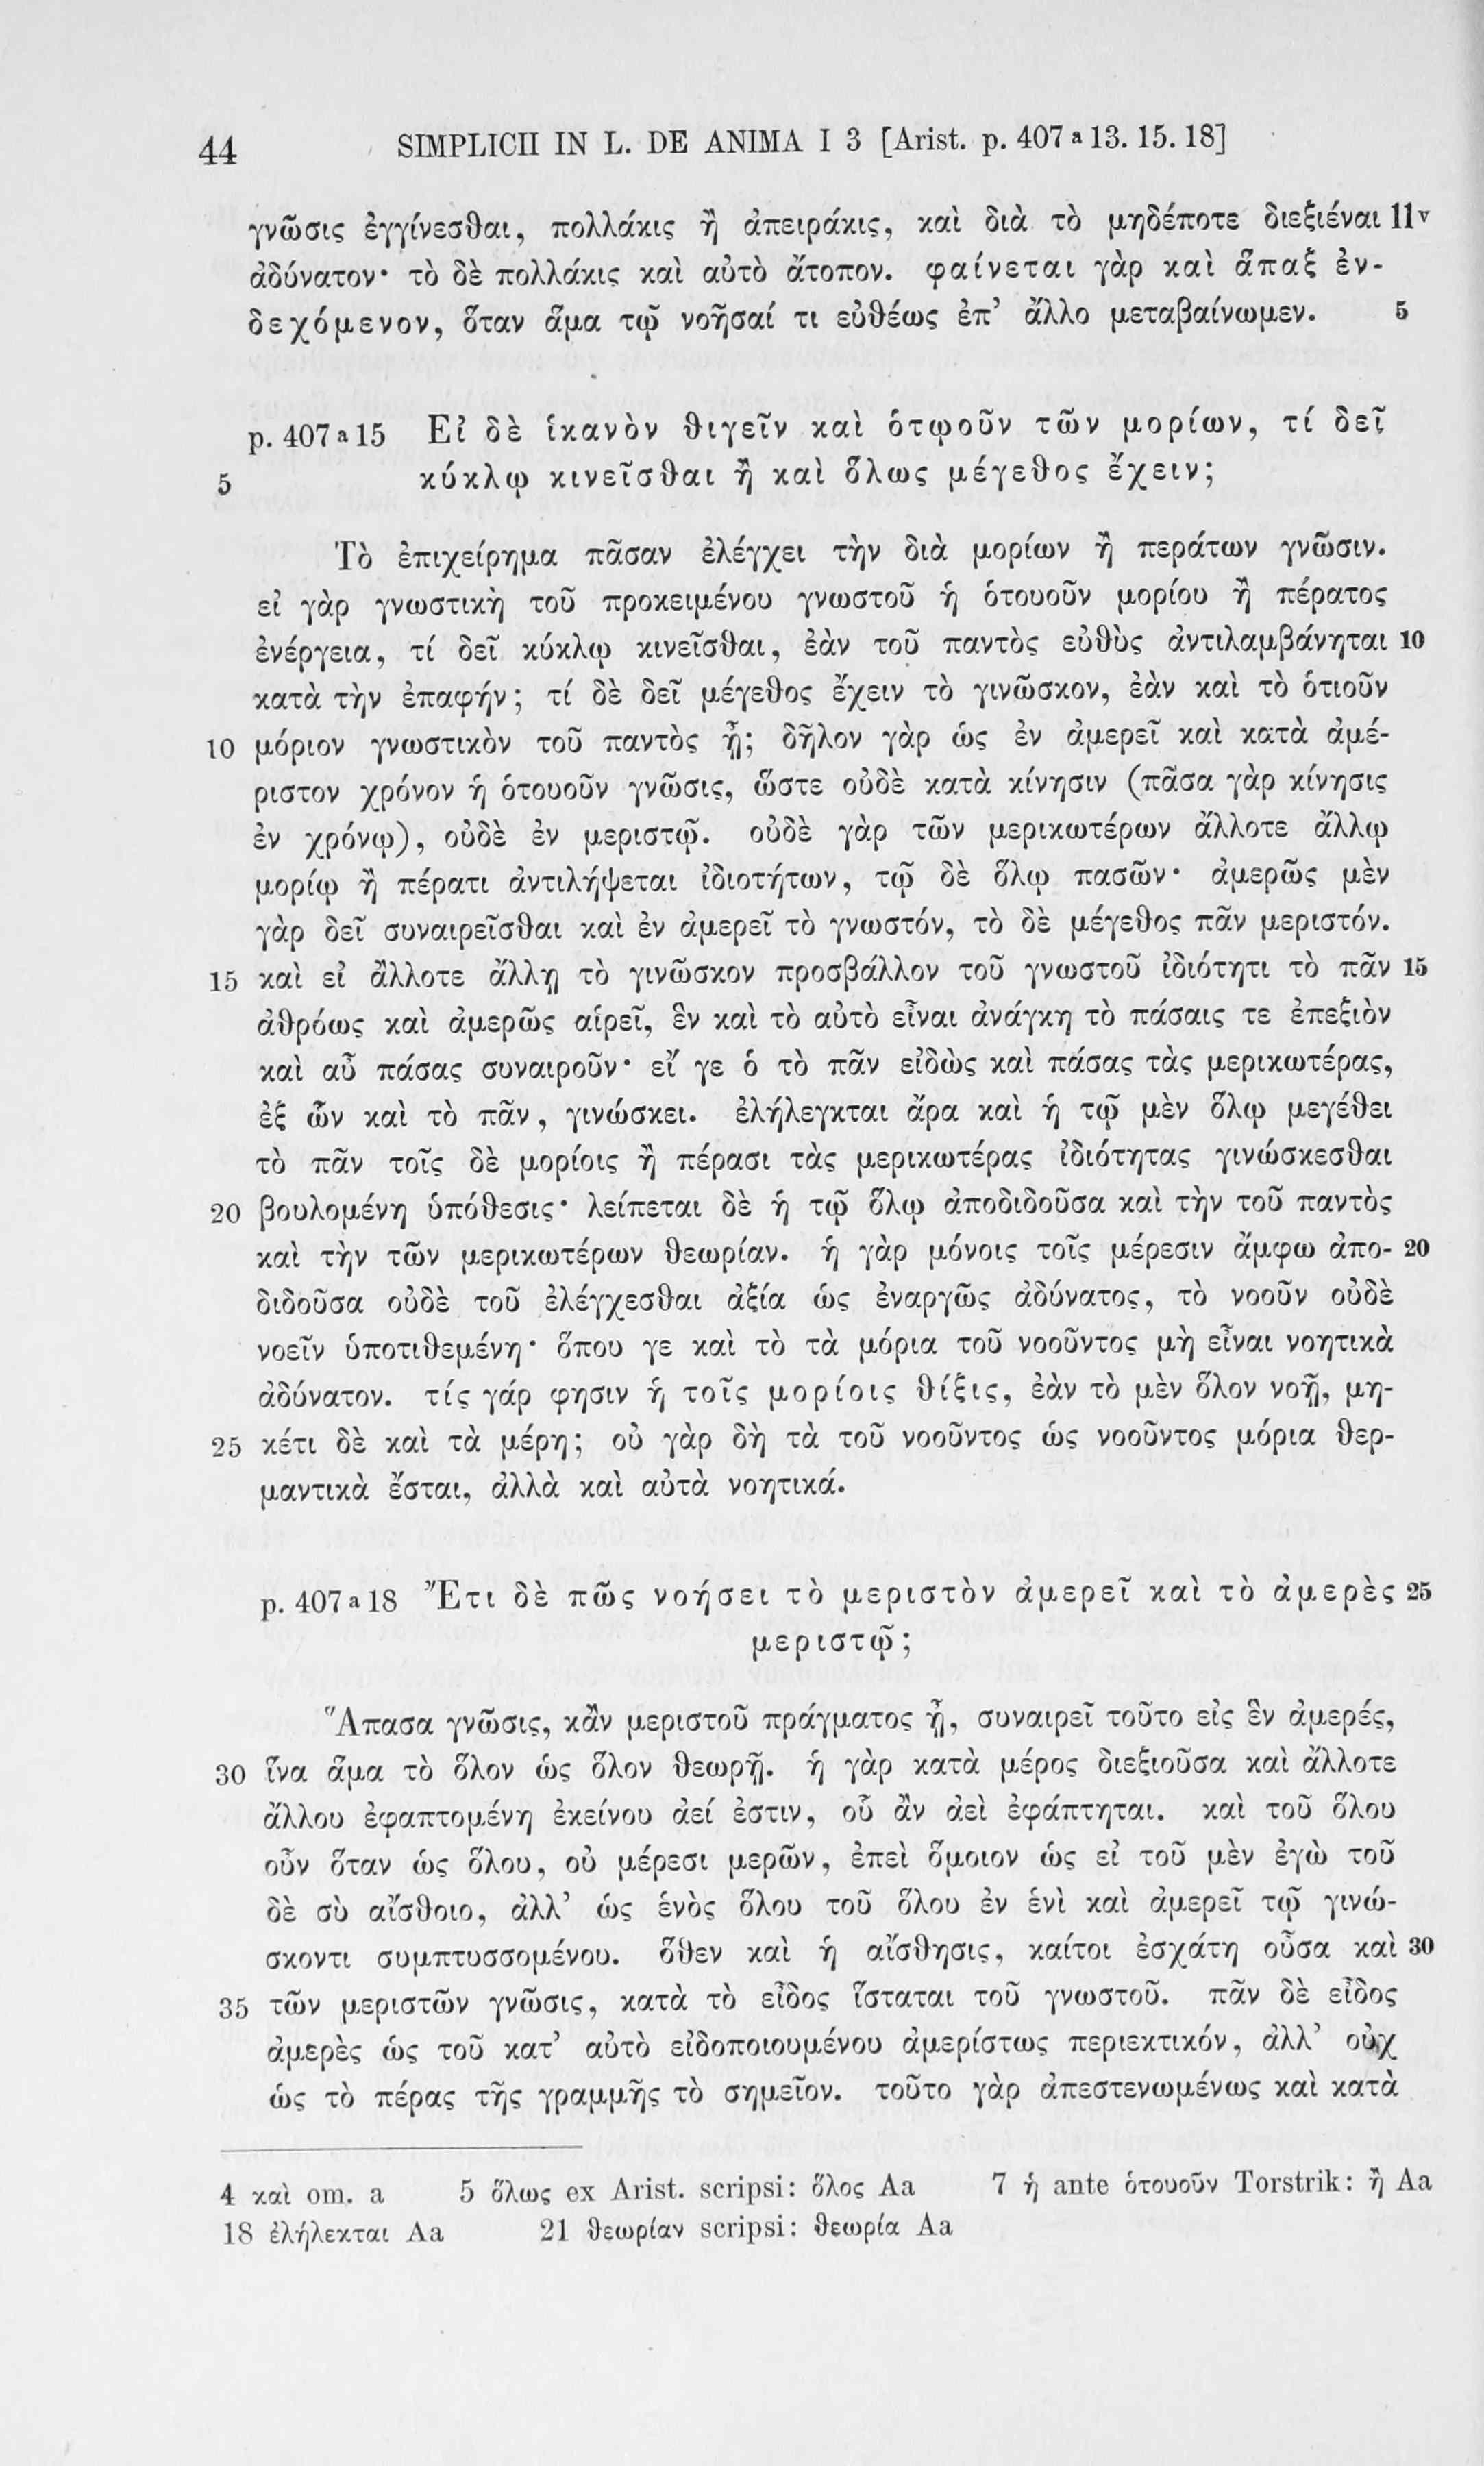 44 SIMPLICII IN L. DE ANIMA I 3 [Arist. p. 407 a 13. 15. 18]
γνῶσις ἐγγίνεσθαι, πολλάκις ἢ ἀπειράκις, καὶ διὰ τὸ μηδέποτε διεξιέναι 11v
ἀδύνατον· τὸ δὲ πολλάκις καὶ αὐτὸ ἄτοπον. φαίνεται γὰρ καὶ ἅπαξ ἐν-
δεχόμενον, ὅταν ἅμα τῷ νοῆσαί τι εὐθέως ἐπ’ ἄλλο μεταβαίνωμεν. 5
p. 407 a 15 Εἰ δὲ ἱκανὸν θιγεῖν καὶ ὁτῳοῦν τῶν μορίων, τί δεῖ
5 κύκλῳ κινεῖσθαι ἢ καὶ ὅλως μέγεθος ἔχειν;
Τὸ ἐπιχείρημα πᾶσαν ἐλέγχει τὴν διὰ μορίων ἢ περάτων γνῶσιν.
εἰ γὰρ γνωστικὴ τοῦ προκειμένου γνωστοῦ ἡ ὁτουοῦν μορίου ἢ πέρατος
ἐνέργεια, τί δεῖ κύκλῳ κινεῖσθαι, ἐὰν τοῦ παντὸς εὐθὺς ἀντιλαμβάνηται 10
κατὰ τὴν ἐπαφήν; τί δὲ δεῖ μέγεθος ἔχειν τὸ γινῶσκον, ἐὰν καὶ τὸ ὁτιοῦν
10 μόριον γνωστικὸν τοῦ παντὸς ᾖ; δῆλον γὰρ ὡς ἐν ἀμερεῖ καὶ κατὰ ἀμέ-
ριστον χρόνον ἡ ὁτουοῦν γνῶσις, ὥστε οὐδὲ κατὰ κίνησιν (πᾶσα γὰρ κίνησις
ἐν χρόνῳ), οὐδὲ ἐν μεριστῷ. οὐδὲ γὰρ τῶν μερικωτέρων ἄλλοτε ἄλλῳ
μορίῳ ἢ πέρατι ἀντιλήψεται ἰδιοτήτων, τῷ δὲ ὅλῳ πασῶν· ἀμερῶς μὲν
γὰρ δεῖ συναιρεῖσθαι καὶ ἐν ἀμερεῖ τὸ γνωστόν, τὸ δὲ μέγεθος πᾶν μεριστόν.
15 καὶ εἰ ἄλλοτε ἄλλῃ τὸ γινῶσκον προσβάλλον τοῦ γνωστοῦ ἰδιότητι τὸ πᾶν 15
ἀθρόως καὶ ἀμερῶς αἱρεῖ, ἓν καὶ τὸ αὐτὸ εἶναι ἀνάγκη τὸ πάσαις τε ἐπεξιὸν
καὶ αὖ πάσας συναιροῦν· εἴ γε ὁ τὸ πᾶν εἰδὼς καὶ πάσας τὰς μερικωτέρας,
ἐξ ὧν καὶ τὸ πᾶν, γινώσκει. ἐλήλεγκται ἄρα καὶ ἡ τῷ μὲν ὅλῳ μεγέθει
τὸ πᾶν τοῖς δὲ μορίοις ἢ πέρασι τὰς μερικωτέρας ἰδιότητας γινώσκεσθαι
20 βουλομένη ὑπόθεσις· λείπεται δὲ ἡ τῷ ὅλῳ ἀποδιδοῦσα καὶ τὴν τοῦ παντὸς
καὶ τὴν τῶν μερικωτέρων θεωρίαν. ἡ γὰρ μόνοις τοῖς μέρεσιν ἄμφω ἀπο- 20
διδοῦσα οὐδὲ τοῦ ἐλέγχεσθαι ἀξία ὡς ἐναργῶς ἀδύνατος, τὸ νοοῦν οὐδὲ
νοεῖν ὑποτιθεμένη· ὅπου γε καὶ τὸ τὰ μόρια τοῦ νοοῦντος μὴ εἶναι νοητικὰ
ἀδύνατον. τίς γάρ φησιν ἡ τοῖς μορίοις θίξις, ἐὰν τὸ μὲν ὅλον νοῇ, μη-
25 κέτι δὲ καὶ τὰ μέρη; οὐ γὰρ δὴ τὰ τοῦ νοοῦντος ὡς νοοῦντος μόρια θερ-
μαντικὰ ἔσται, ἀλλὰ καὶ αὐτὰ νοητικά.
p. 407 a 18 Ἔτι δὲ πῶς νοήσει τὸ μεριστὸν ἀμερεῖ καὶ τὸ ἀμερὲς 25
μεριστῷ;
Ἅπασα γνῶσις, κἂν μεριστοῦ πράγματος ᾖ, συναιρεῖ τοῦτο εἰς ἓν ἀμερές,
30 ἵνα ἅμα τὸ ὅλον ὡς ὅλον θεωρῇ. ἡ γὰρ κατὰ μέρος διεξιοῦσα καὶ ἄλλοτε
ἄλλου ἐφαπτομένη ἐκείνου ἀεί ἐστιν, οὗ ἂν ἀεὶ ἐφάπτηται. καὶ τοῦ ὅλου
οὖν ὅταν ὡς ὅλου, οὐ μέρεσι μερῶν, ἐπεὶ ὅμοιον ὡς εἰ τοῦ μὲν ἐγὼ τοῦ
δὲ σὺ αἴσθοιο, ἀλλ’ ὡς ἑνὸς ὅλου τοῦ ὅλου ἐν ἑνὶ καὶ ἀμερεῖ τῷ γινώ-
σκοντι συμπτυσσομένου. ὅθεν καὶ ἡ αἴσθησις, καίτοι ἐσχάτη οὖσα καὶ 30
35 τῶν μεριστῶν γνῶσις, κατὰ τὸ εἶδος ἵσταται τοῦ γνωστοῦ. πᾶν δὲ εἶδος
ἀμερὲς ὡς τοῦ κατ’ αὐτὸ εἰδοποιουμένου ἀμερίστως περιεκτικόν, ἀλλ’ οὐχ
ὡς τὸ πέρας τῆς γραμμῆς τὸ σημεῖον. τοῦτο γὰρ ἀπεστενωμένως καὶ κατὰ
4 καὶ om. a 5 ὅλως ex Arist. scripsi: ὅλος Aa 7 ἡ ante ὁτουοῦν Torstrik: ἢ Aa
18 ἐλήλεκται Aa 21 θεωρίαν scripsi: θεωρία Aa